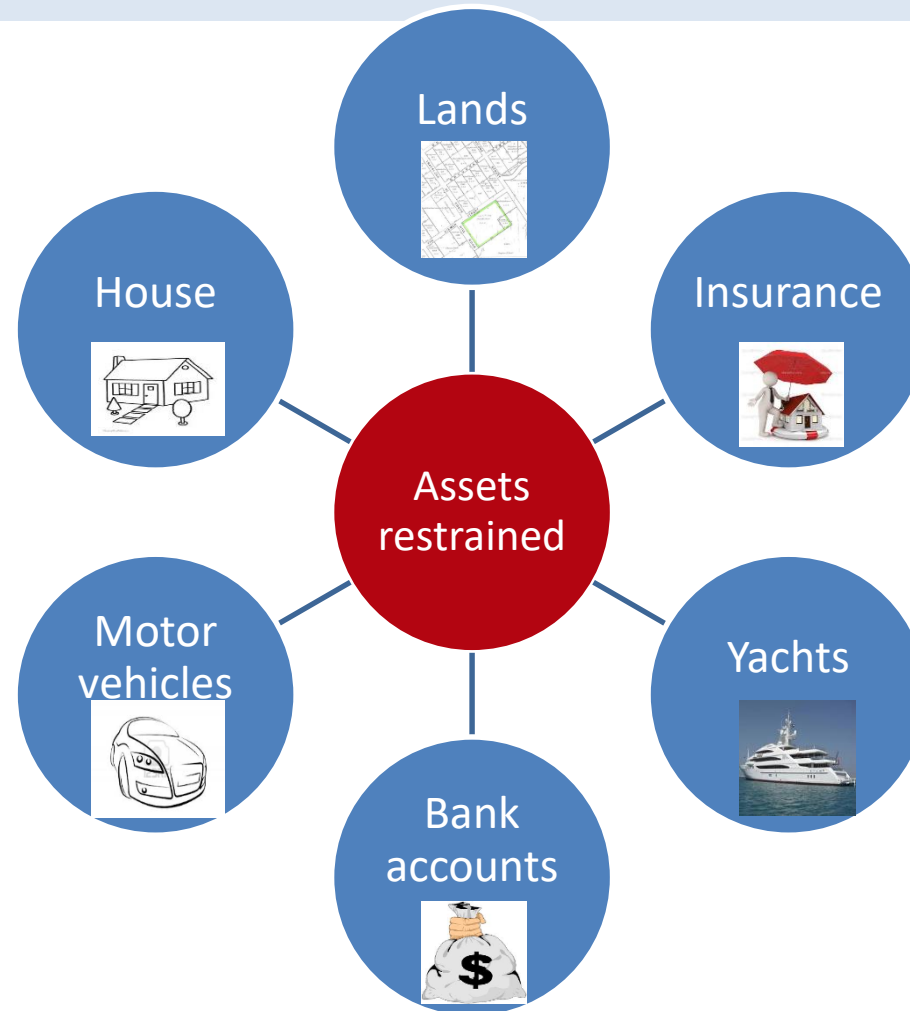 Lands
House
Insurance
Assets
restrained
Motor
vehicles
Yachts
Bank
accounts
$